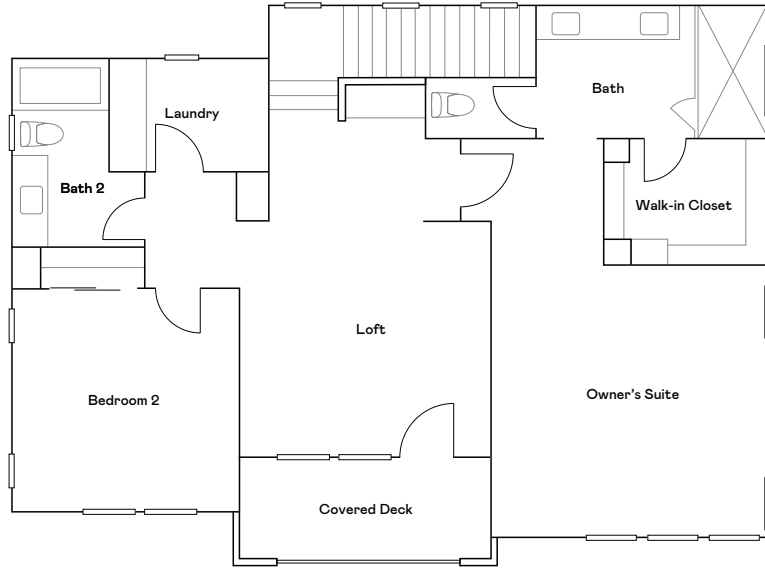 Bath
Laundry
Bath 2
Walk-in Closet
Loft
Owner's Suite
Bedroom 2
Covered Deck